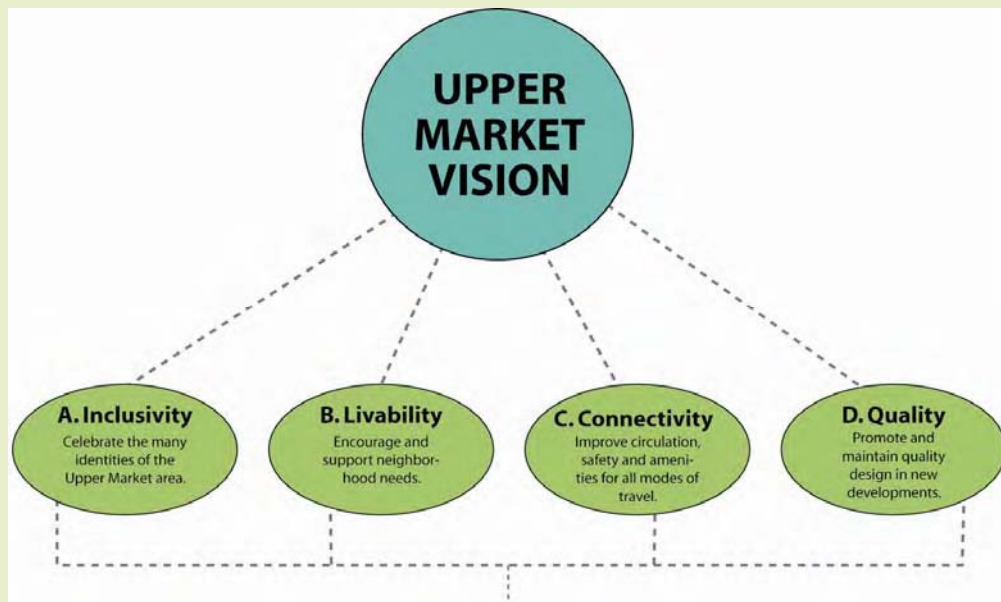 UPPER
MARKET
VISION
A. Inclusivity
Celebrate the many
identities of the
Upper Market area.
B. Livability
Encourage and
support neighbor-
hood needs.
C. Connectivity
Improve circulation,
safety and ameni-
ties for all modes of
travel.
D. Quality
Promote and
maintain quality
design in new
developments.